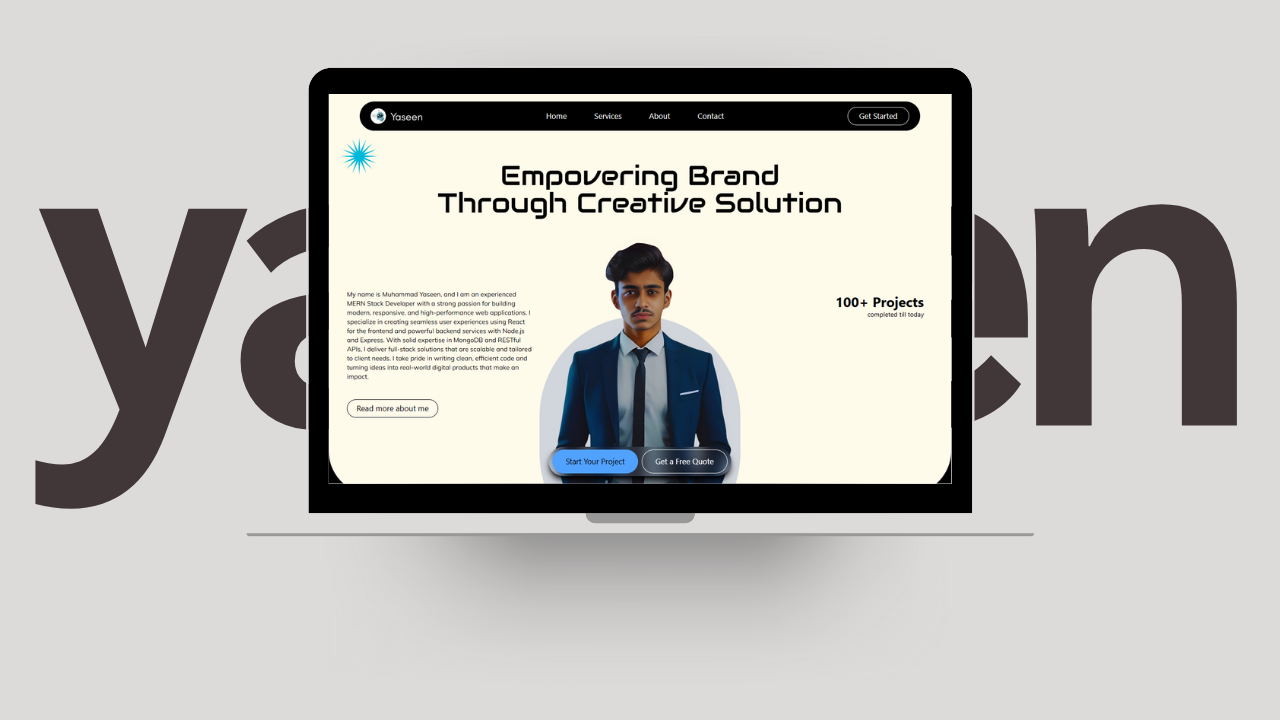 yaseen
Yaseen
Home Services About Contact
Get Started
Empovering Brand
Through Creative Solution
My name is Muhammad Yaseen, and I am an experienced
MERN Stack Developer with a strong passion for building
modern, responsive, and high-performance web applications. I
specialize in creating seamless user experiences using React
for the frontend and powerful backend services with Node.js
and Express. With solid expertise in MongoDB and RESTful
APIs, I deliver full-stack solutions that are scalable and tailored
to client needs. I take pride in writing clean, efficient code and
turning ideas into real-world digital products that make an
impact.
Read more about me
100+ Projects
completed till today
Start Your Project
Get a Free Quote